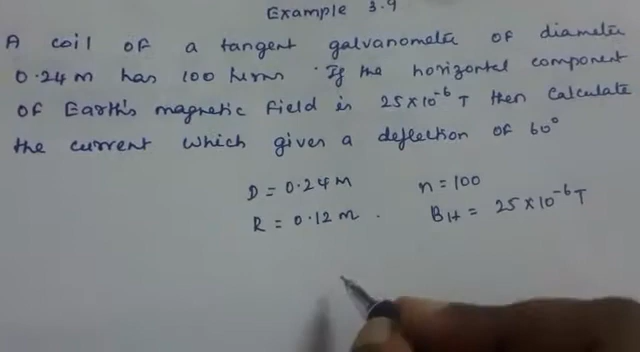 Example 3.9
A coil of a tangent galvanometer of diameter
0.24 m has 100 turns. If the horizontal component
of Earth's magnetic field is 25×10⁻⁶ T then calculate
the current which gives a deflection of 60°
D = 0.24 m n = 100
R = 0.12 m. B_H = 25×10⁻⁶ T